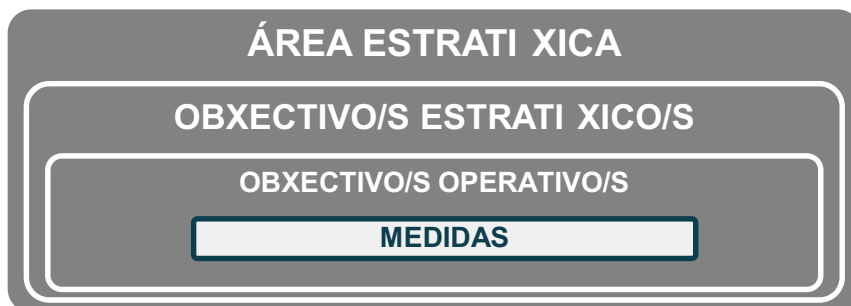 ÁREA ESTRATI XICA
OBXECTIVO/S ESTRATI XICO/S
OBXECTIVO/S OPERATIVO/S
MEDIDAS